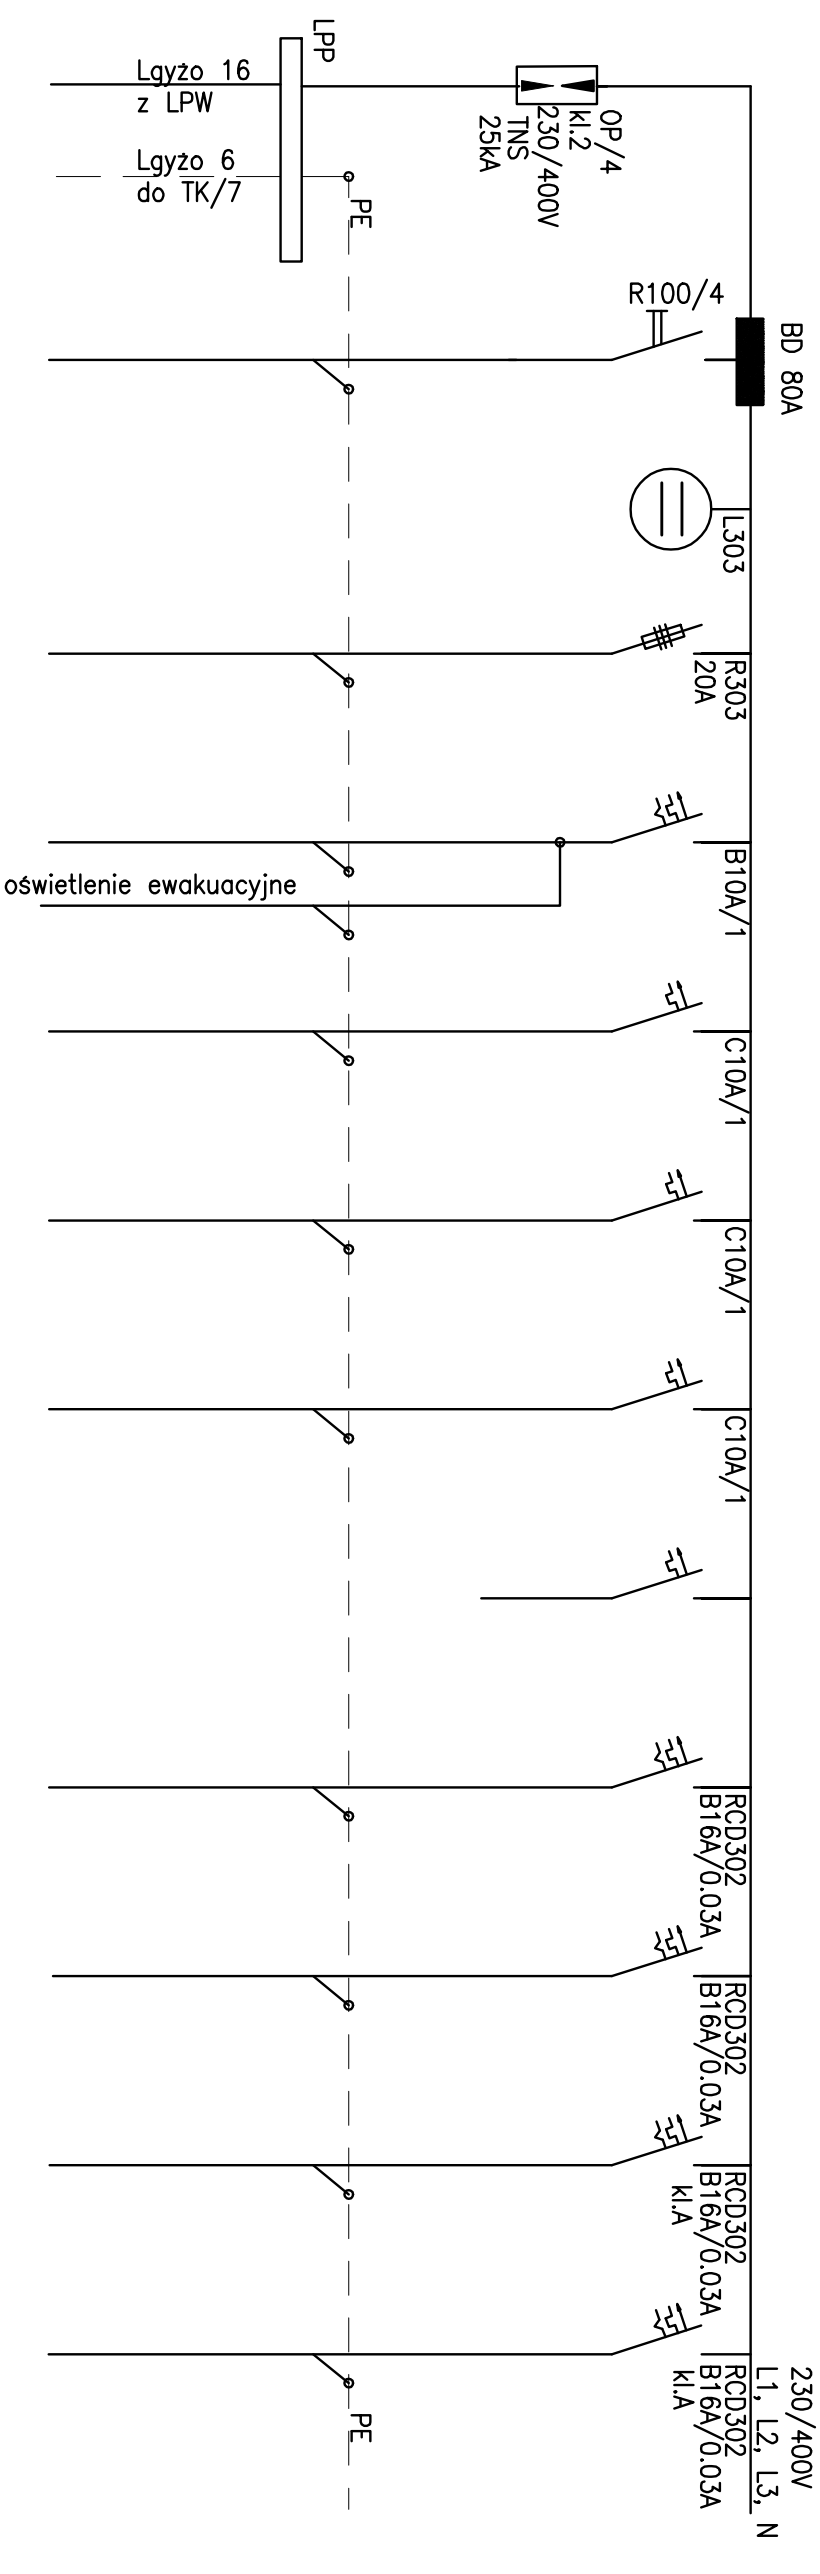 LPP
Lgyżo 16
z LPW
Lgyżo 6
do TK/7
PE
OP/4
kl.2
230/400V
TNS
25kA
R100/4
BD 80A
L303
R303
20A
B10A/1
oświetlenie ewakuacyjne
C10A/1
C10A/1
C10A/1
RCD302
B16A/0.03A
RCD302
B16A/0.03A
RCD302
B16A/0.03A
kl.A
230/400V
L1, L2, L3, N
RCD302
B16A/0.03A
kl.A
PE